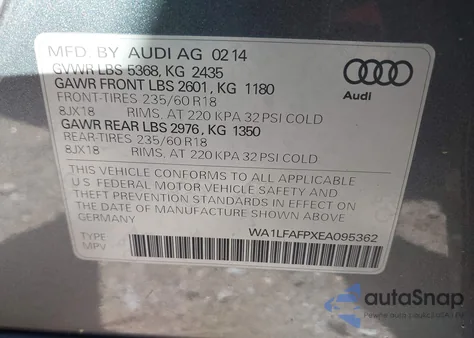 MFD. BY AUDI AG 02 14
GVWR LBS 5368, KG 2435
GAWR FRONT LBS 2601, KG 1180
FRONT-TIRES 235/60 R18
8JX18 RIMS, AT 220 KPA 32 PSI COLD
GAWR REAR LBS 2976, KG 1350
REAR-TIRES 235/60 R18
8JX18 RIMS, AT 220 KPA 32 PSI COLD
Audi
THIS VEHICLE CONFORMS TO ALL APPLICABLE
U.S. FEDERAL MOTOR VEHICLE SAFETY AND
THEFT PREVENTION STANDARDS IN EFFECT ON
THE DATE OF MANUFACTURE SHOWN ABOVE
GERMANY
TYPE
MPV
WA1LFAFPXEA095362
autoSnap